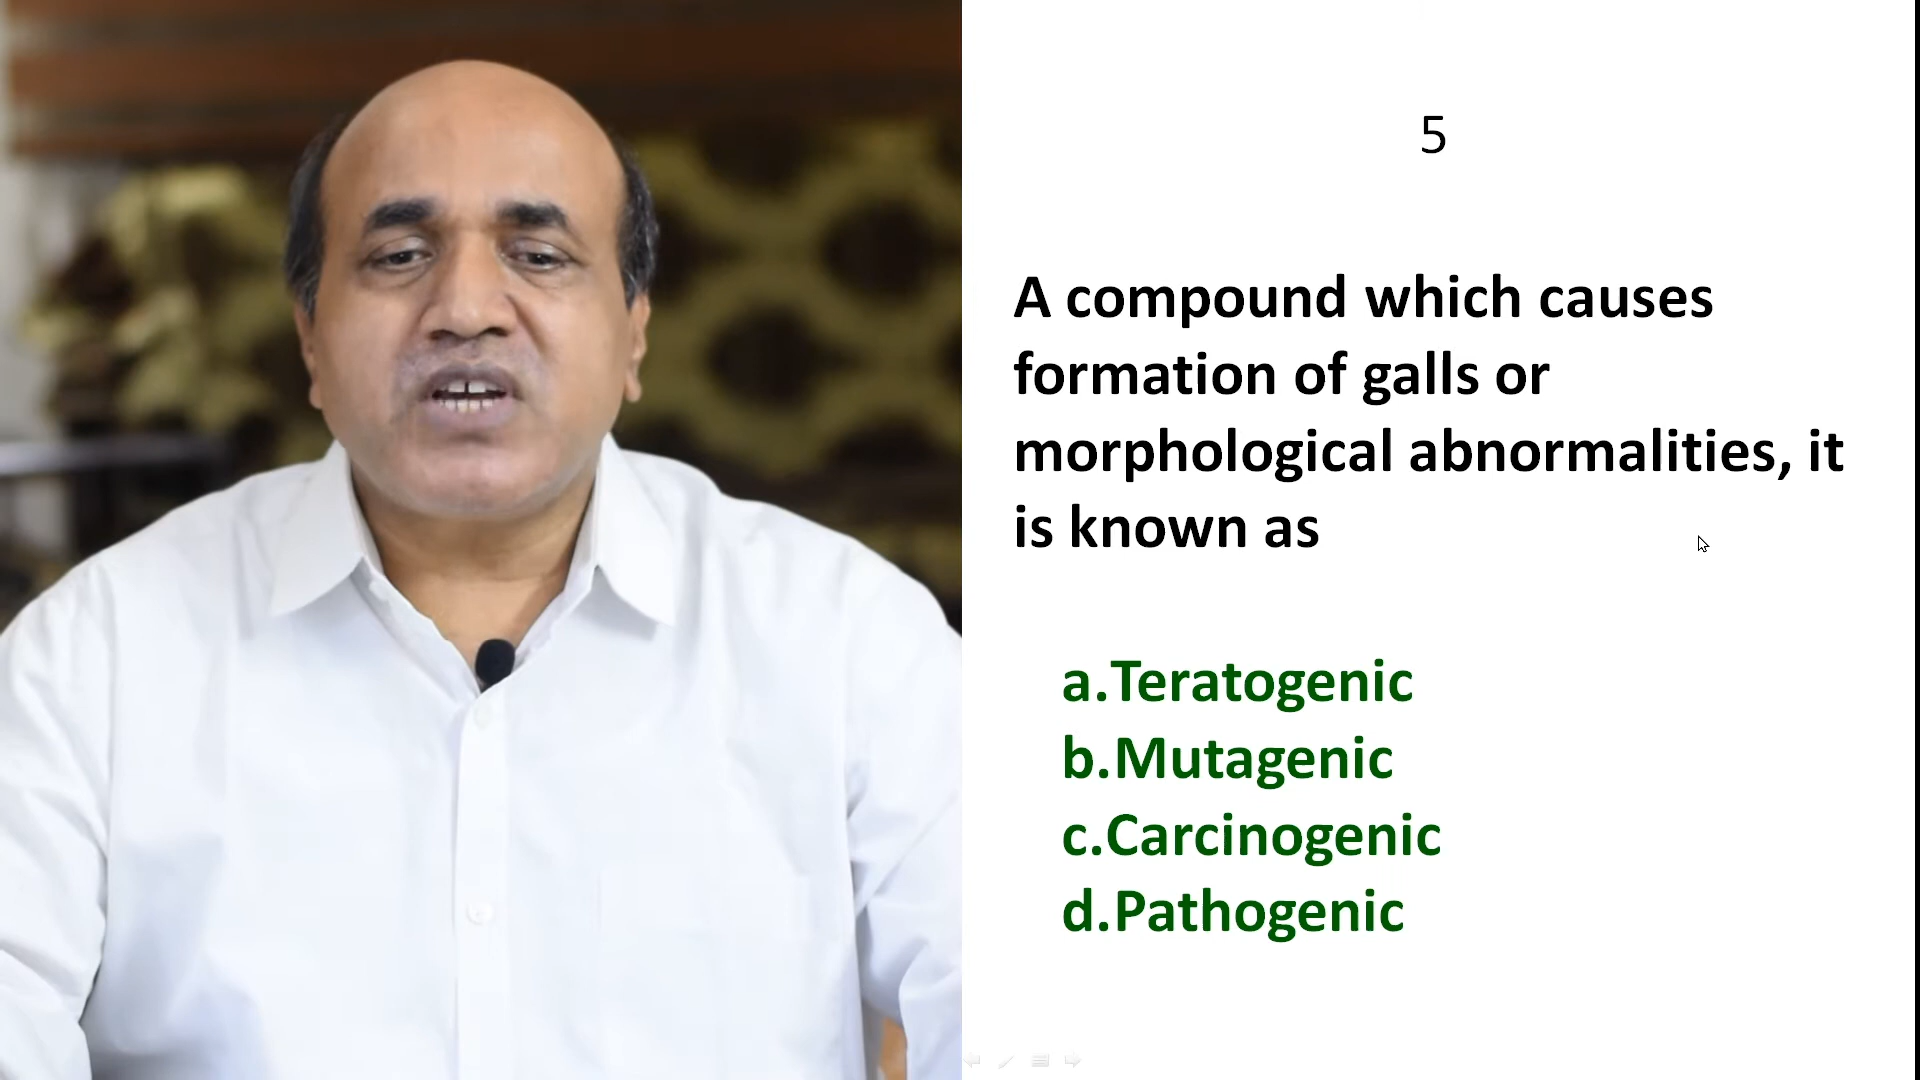 5
A compound which causes
formation of galls or
morphological abnormalities, it
is known as
a.Teratogenic
b.Mutagenic
c.Carcinogenic
d.Pathogenic